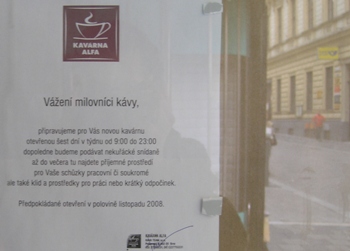 KAVARNA
ALFA
Vážení milovníci kávy,
připravujeme pro Vás novou kavárnu
otevřenou šest dní v týdnu od 9:00 do 23:00
dopoledne budeme podávat nekuřácké snídaně
až do večera tu najdete příjemné prostředí
pro Vaše schůzky pracovní či soukromé
ale také klid a prostředky pro práci nebo krátký odpočinek.
Předpokládané otevření v polovině listopadu 2008.